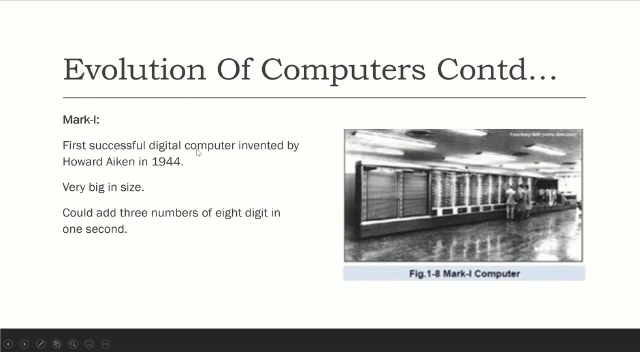 Evolution Of Computers Contd…
Mark-I:
First successful digital computer invented by
Howard Aiken in 1944.
Very big in size.
Could add three numbers of eight digit in
one second.
Fig.1-8 Mark-I Computer